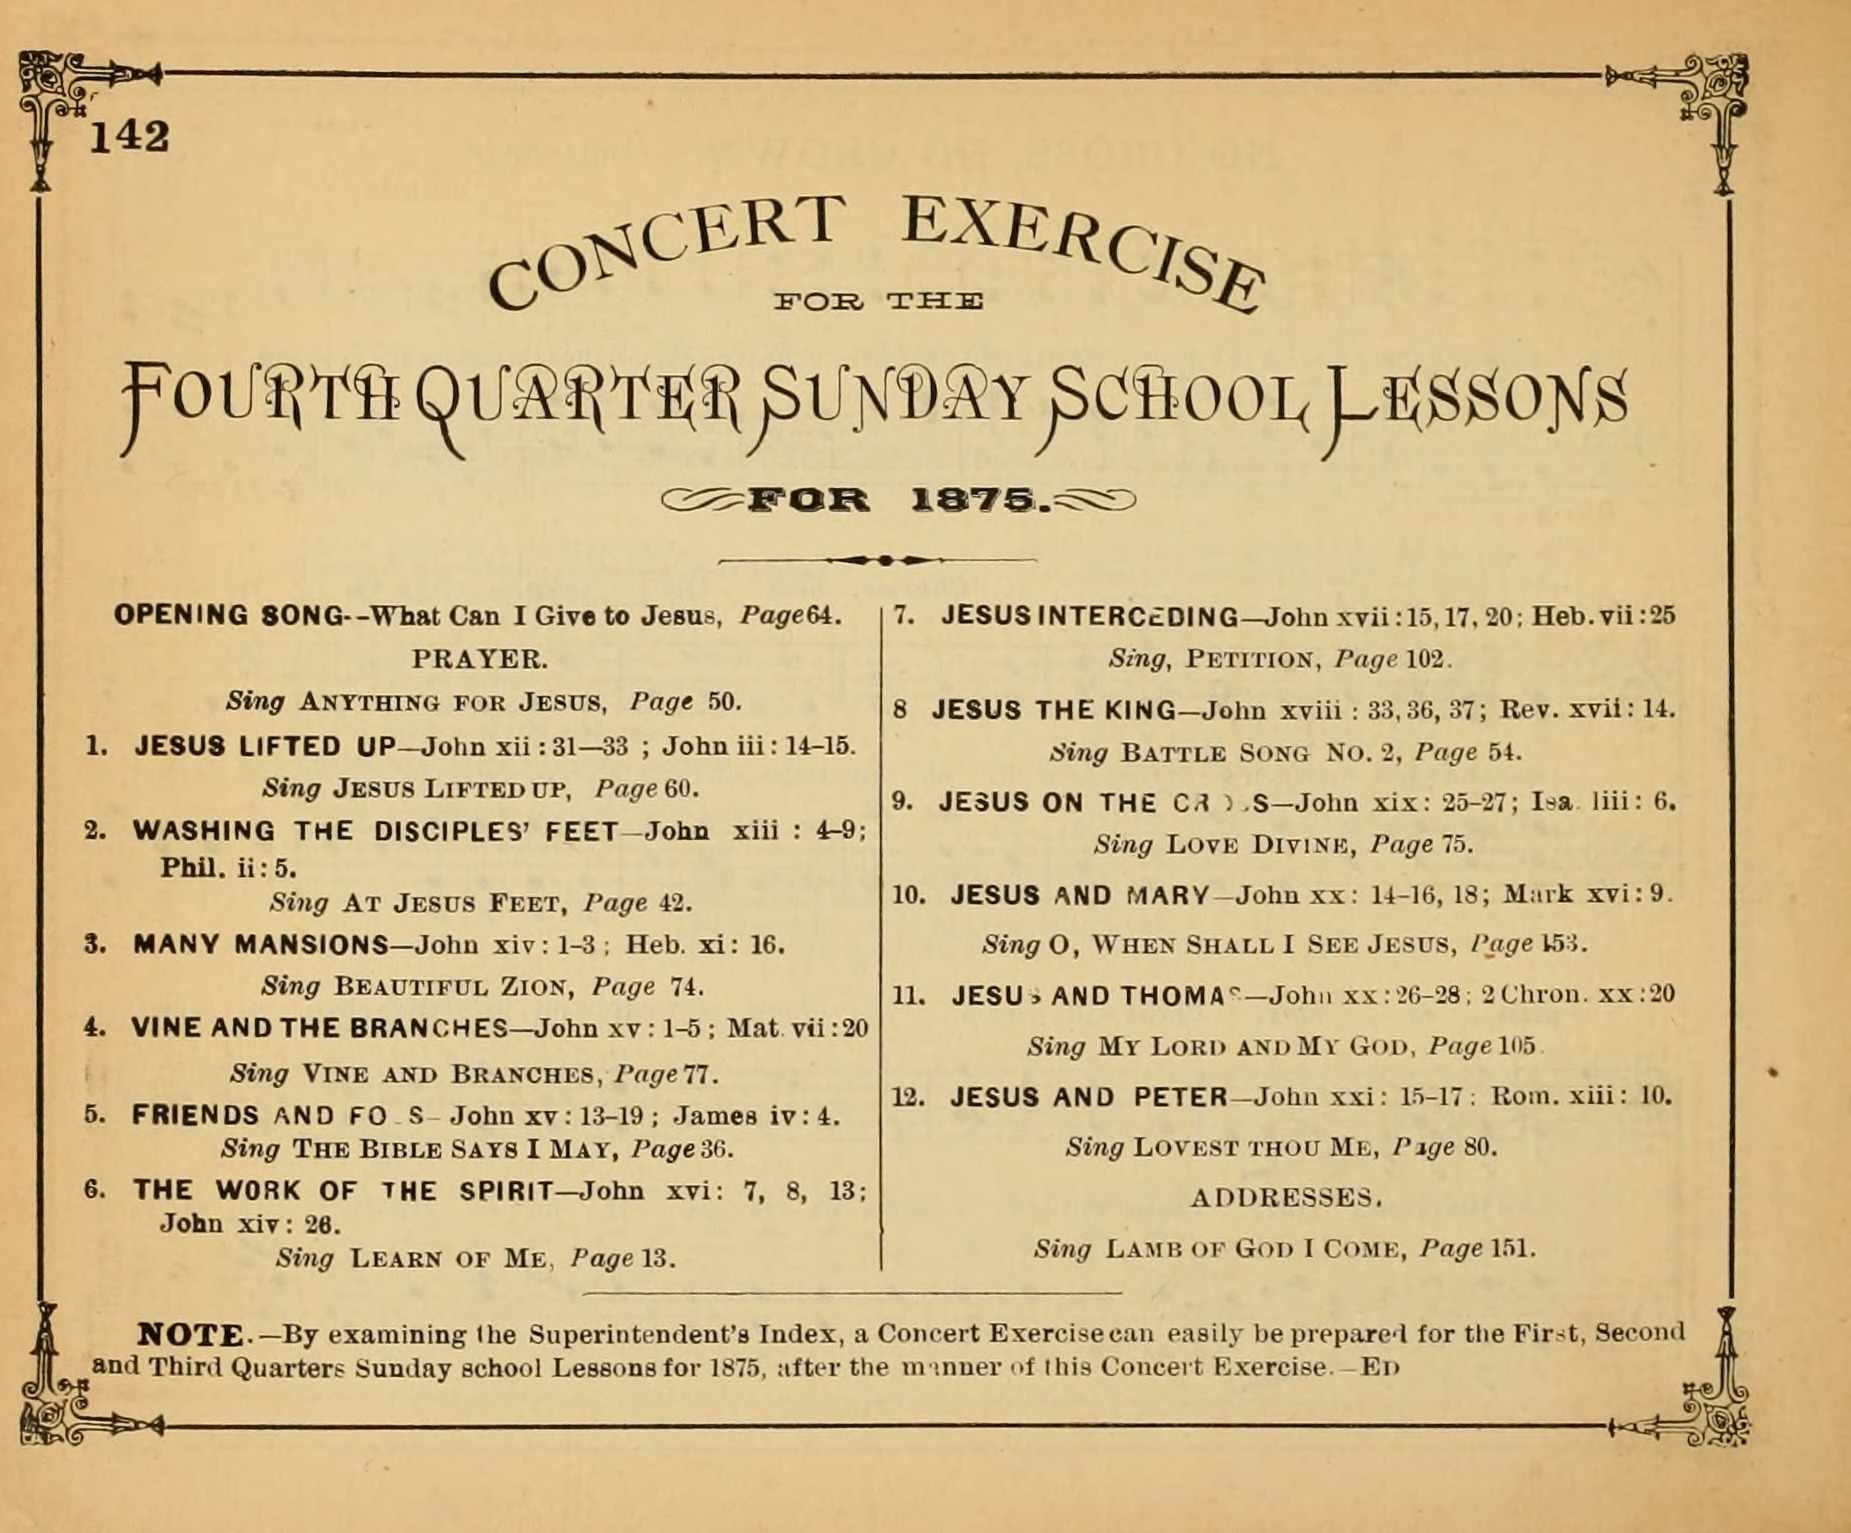 142
CONCERT EXERCISE
FOR THE
FOURTH QUARTER SUNDAY SCHOOL LESSONS
FOR 1875.
OPENING SONG--What Can I Give to Jesus, Page 64.
PRAYER.
Sing ANYTHING FOR JESUS, Page 50.
1. JESUS LIFTED UP—John xii : 31—33 ; John iii : 14-15.
Sing JESUS LIFTED UP, Page 60.
2. WASHING THE DISCIPLES' FEET—John xiii : 4-9;
Phil. ii : 5.
Sing AT JESUS FEET, Page 42.
3. MANY MANSIONS—John xiv : 1-3 ; Heb. xi : 16.
Sing BEAUTIFUL ZION, Page 74.
4. VINE AND THE BRANCHES—John xv : 1-5 ; Mat. vii : 20
Sing VINE AND BRANCHES, Page 77.
5. FRIENDS AND FO S— John xv : 13-19 ; James iv : 4.
Sing THE BIBLE SAYS I MAY, Page 36.
6. THE WORK OF THE SPIRIT—John xvi : 7, 8, 13;
John xiv : 26.
Sing LEARN OF ME, Page 13.
7. JESUS INTERCEDING—John xvii : 15, 17, 20; Heb. vii : 25
Sing, PETITION, Page 102.
8 JESUS THE KING—John xviii : 33, 36, 37; Rev. xvii : 14.
Sing BATTLE SONG NO. 2, Page 54.
9. JESUS ON THE CROSS—John xix : 25-27; Isa. liii : 6.
Sing LOVE DIVINE, Page 75.
10. JESUS AND MARY—John xx : 14-16, 18; Mark xvi : 9.
Sing O, WHEN SHALL I SEE JESUS, Page 153.
11. JESUS AND THOMAS—John xx : 26-28; 2 Chron. xx : 20
Sing MY LORD AND MY GOD, Page 105.
12. JESUS AND PETER—John xxi : 15-17; Rom. xiii : 10.
Sing LOVEST THOU ME, Page 80.
ADDRESSES.
Sing LAMB OF GOD I COME, Page 151.
NOTE.—By examining the Superintendent's Index, a Concert Exercise can easily be prepared for the First, Second
and Third Quarters Sunday school Lessons for 1875, after the manner of this Concert Exercise.—ED